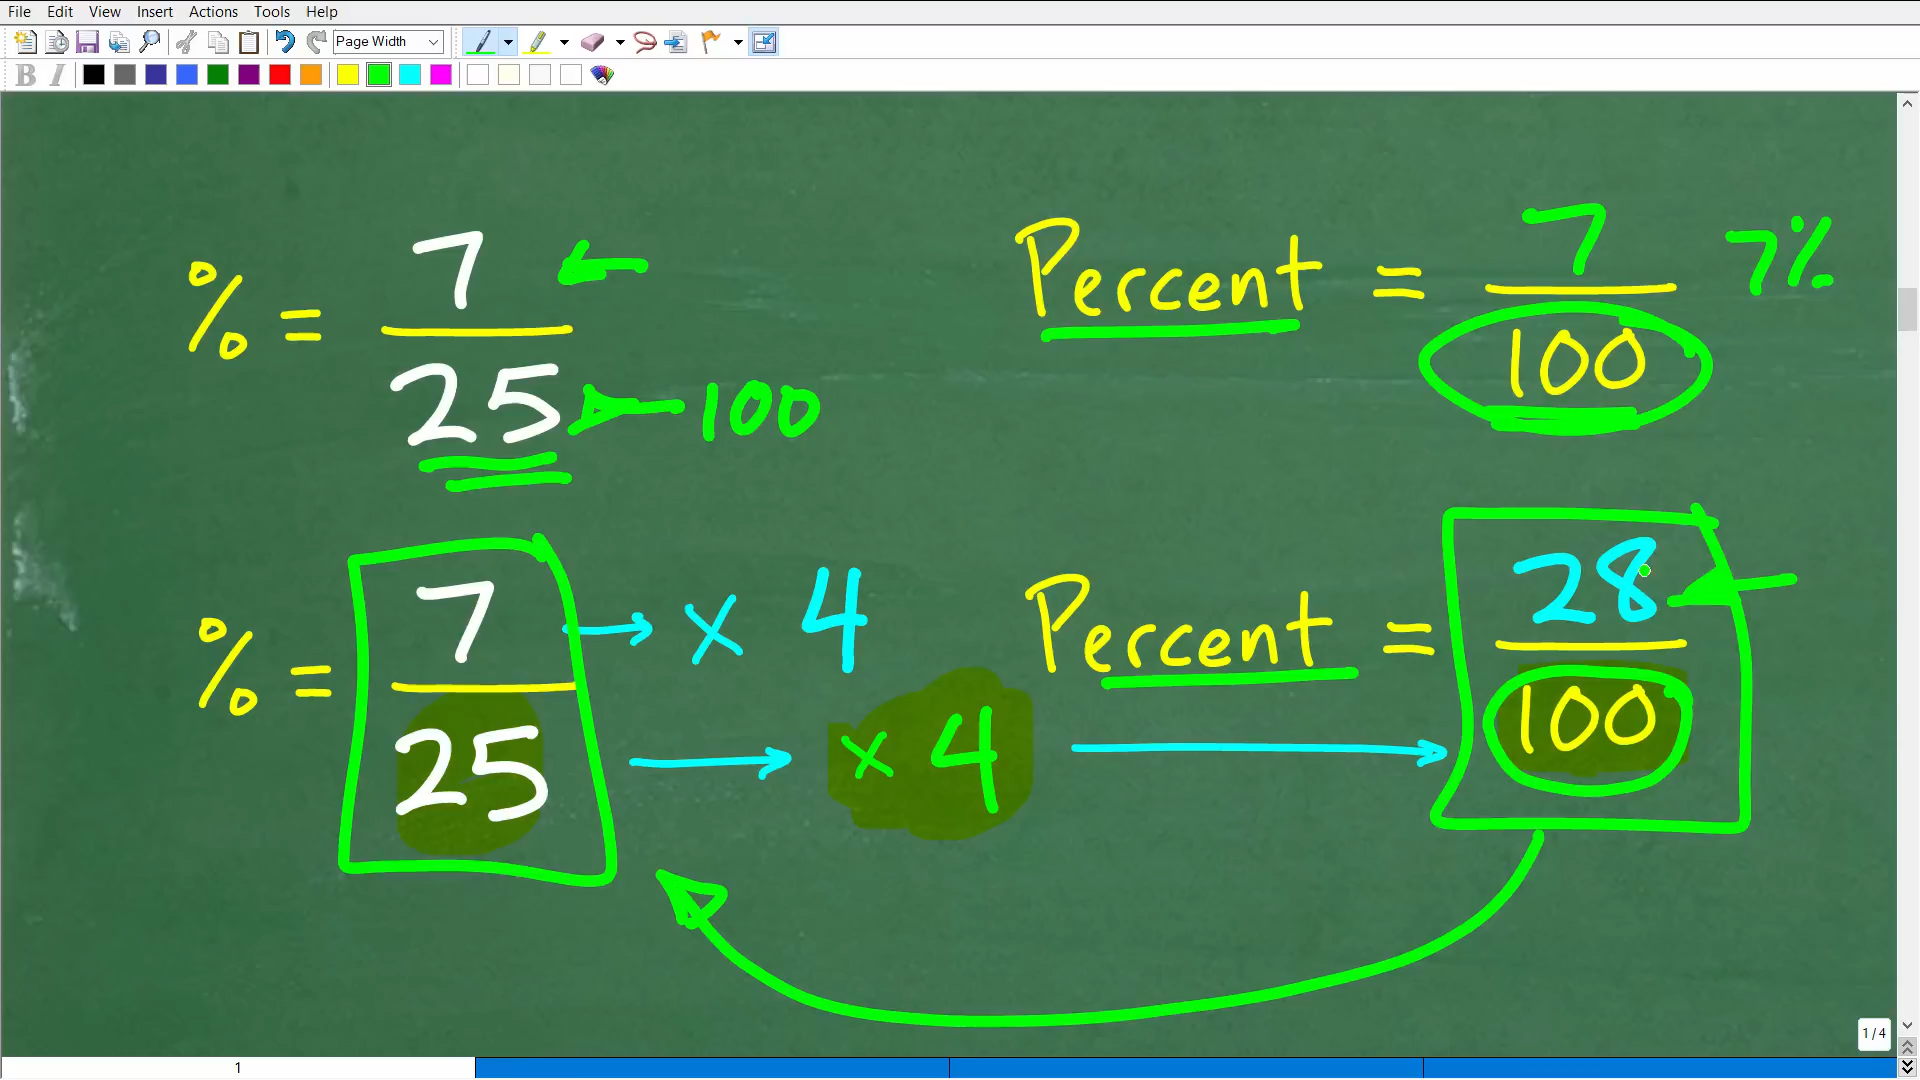 File Edit View Insert Actions Tools Help
Page Width
B I
% = 7/25 100
Percent = 7/100 7%
% = 7/25 x 4 x 4
Percent = 28/100
1 / 4
1